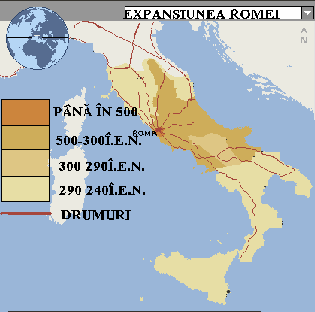 EXPANSIUNEA ROMEI
N
PÂNĂ ÎN 500
500-300Î.E.N.
ROMA
300 290Î.E.N.
290 240Î.E.N.
DRUMURI